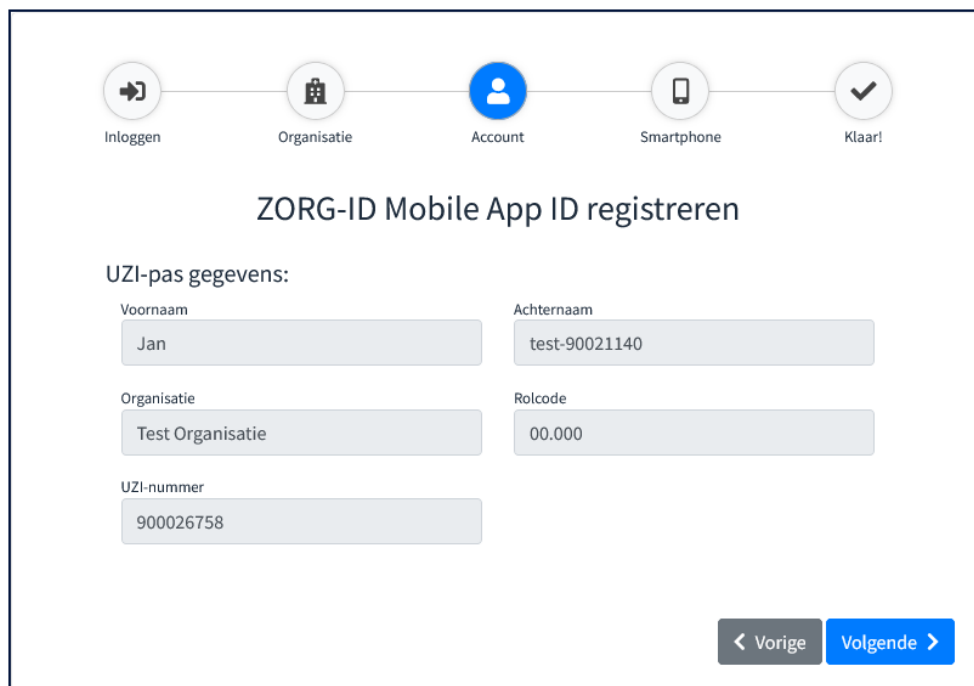 Inloggen Organisatie Account Smartphone Klaar!
ZORG-ID Mobile App ID registreren
UZI-pas gegevens:
Voornaam Achternaam
Jan test-90021140
Organisatie Rolcode
Test Organisatie 00.000
UZI-nummer
900026758
Vorige Volgende